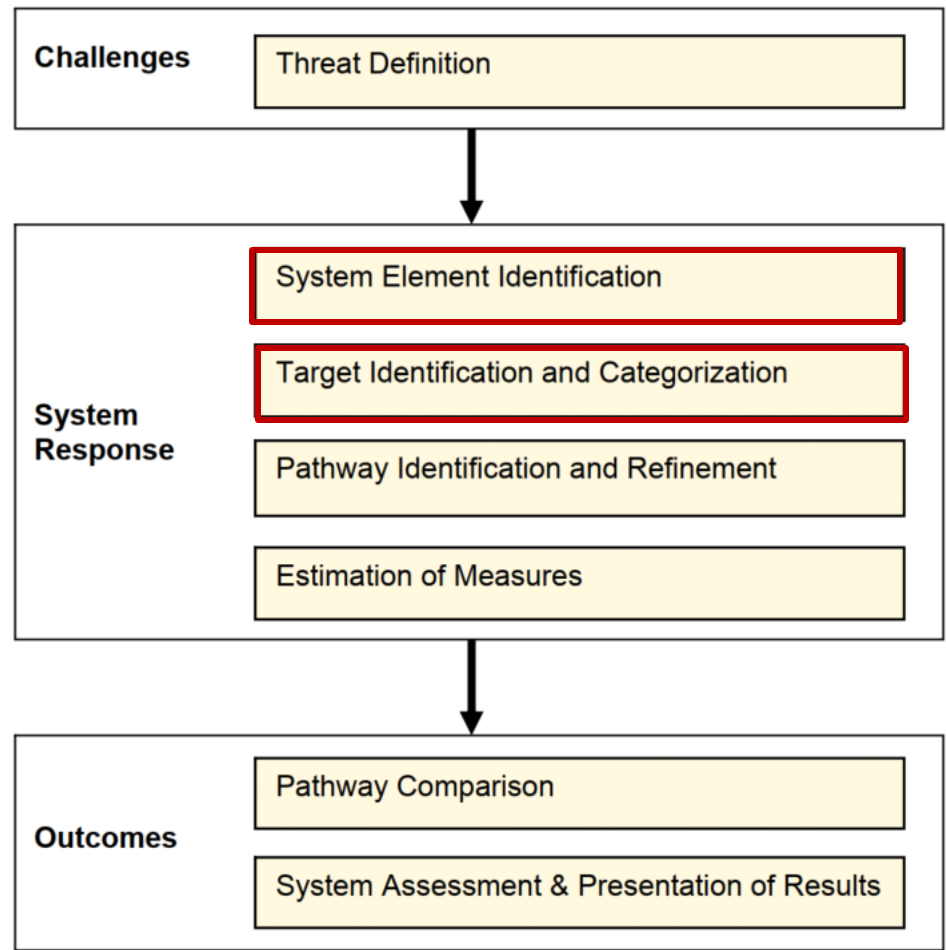 Challenges
Threat Definition
System Element Identification
Target Identification and Categorization
System
Response
Pathway Identification and Refinement
Estimation of Measures
Pathway Comparison
Outcomes
System Assessment & Presentation of Results